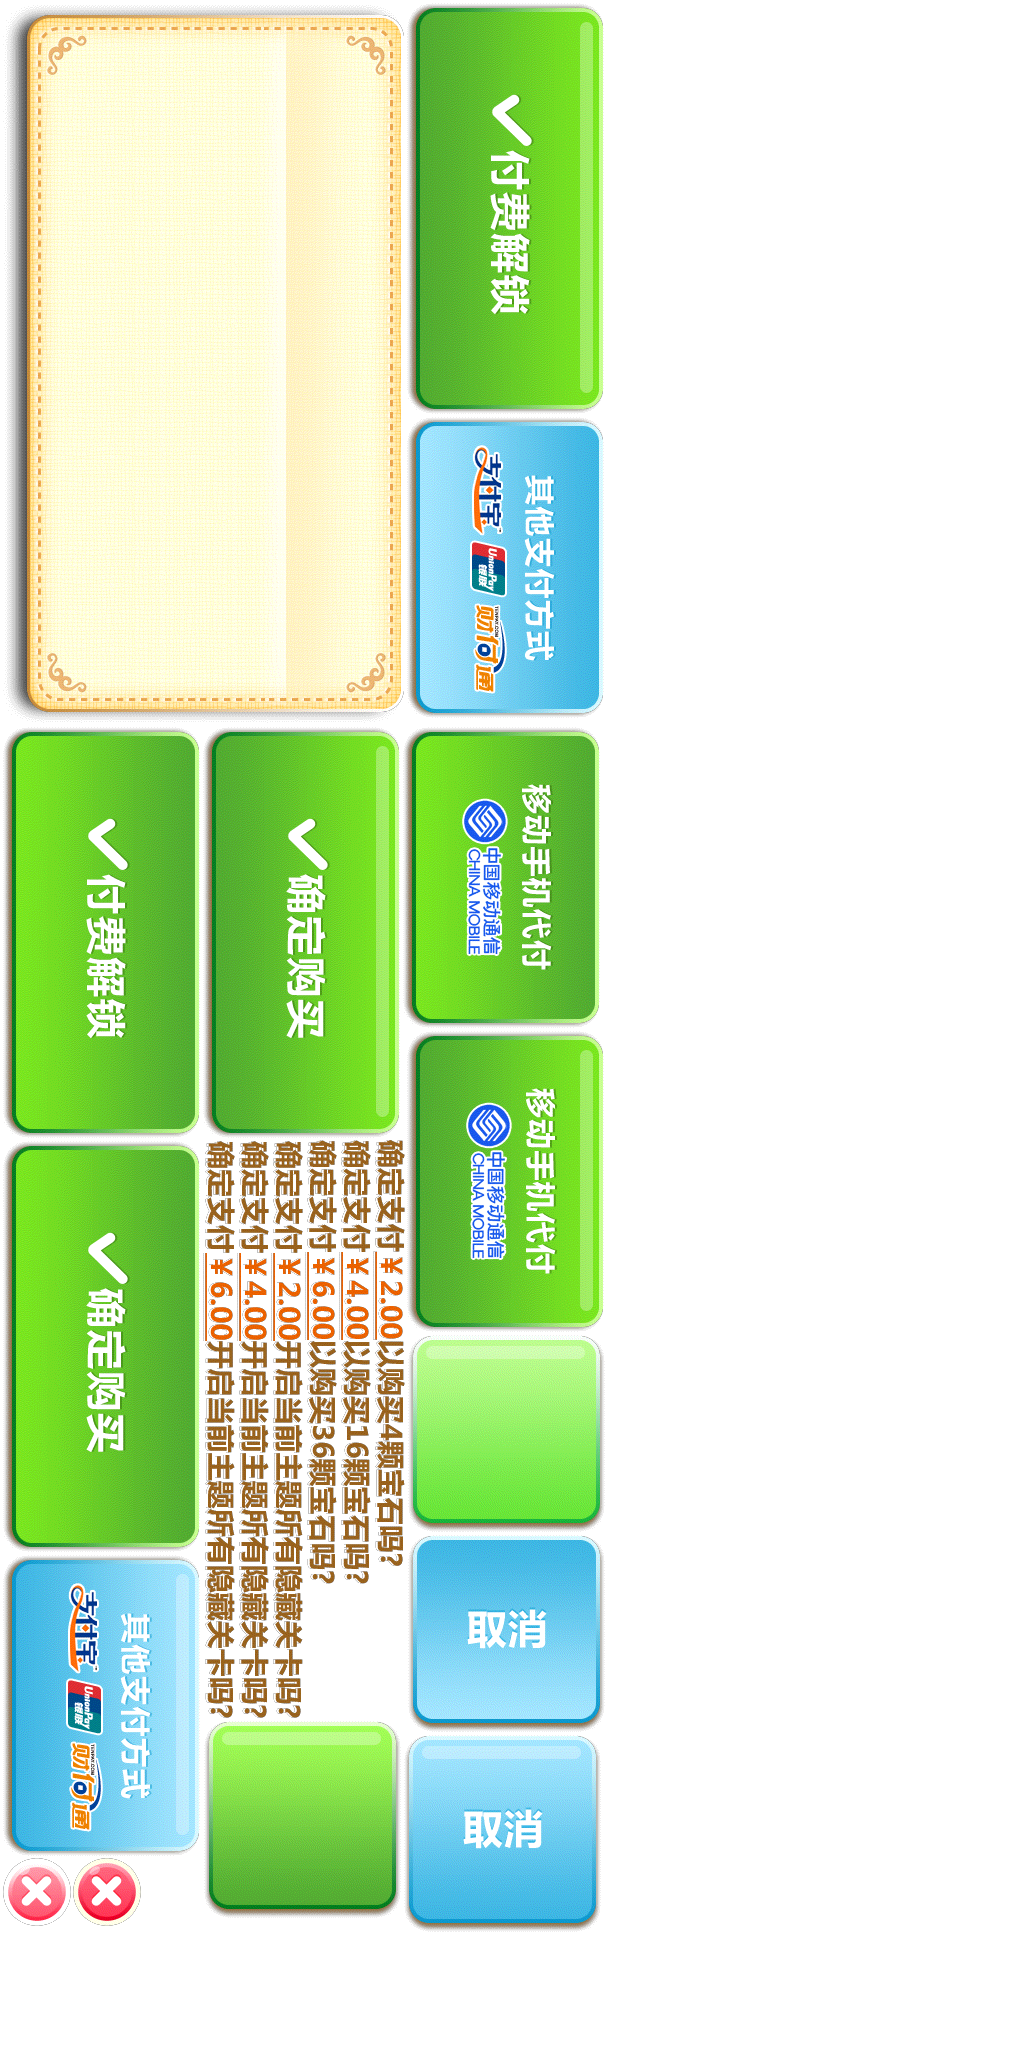 付费解锁
其他支付方式
支付宝
UnionPay
银联
TENPAY.COM
财付通
付费解锁
确定购买
移动手机代付
中国移动通信
CHINA MOBILE
移动手机代付
中国移动通信
CHINA MOBILE
确定购买
确定支付￥2.00以购买4颗宝石吗?
确定支付￥4.00以购买16颗宝石吗?
确定支付￥6.00以购买36颗宝石吗?
确定支付￥2.00开启当前主题所有隐藏关卡吗?
确定支付￥4.00开启当前主题所有隐藏关卡吗?
确定支付￥6.00开启当前主题所有隐藏关卡吗?
取消
其他支付方式
支付宝
UnionPay
银联
TENPAY.COM
财付通
取消